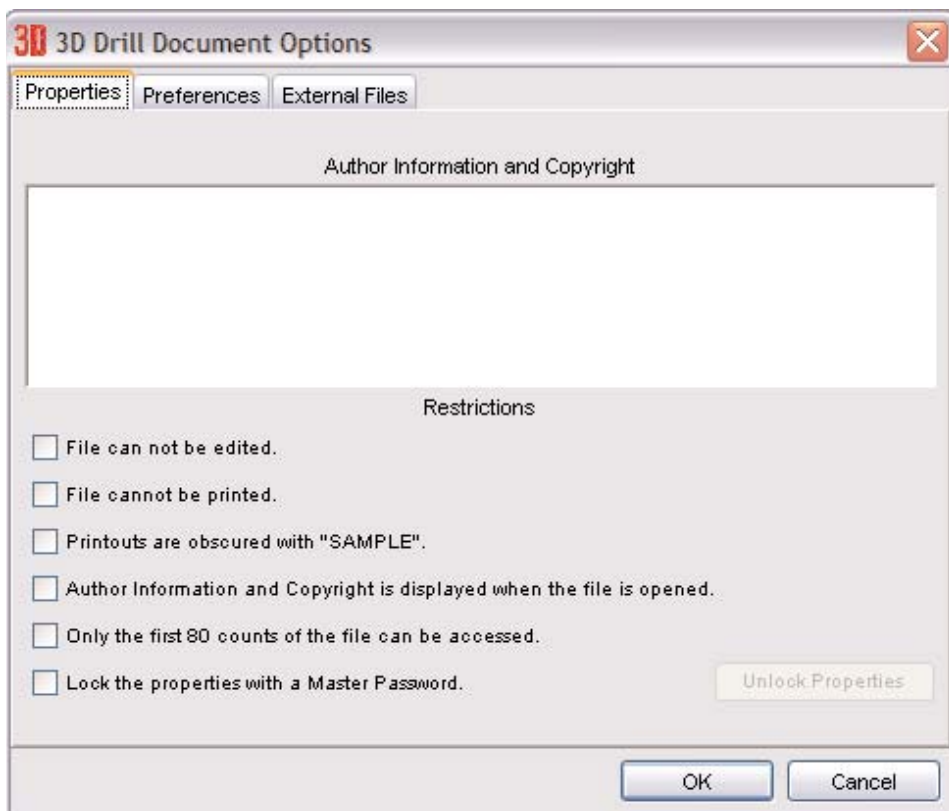 3D 3D Drill Document Options
Properties Preferences External Files
Author Information and Copyright
Restrictions
File can not be edited.
File cannot be printed.
Printouts are obscured with "SAMPLE".
Author Information and Copyright is displayed when the file is opened.
Only the first 80 counts of the file can be accessed.
Lock the properties with a Master Password.
Unlock Properties
OK Cancel